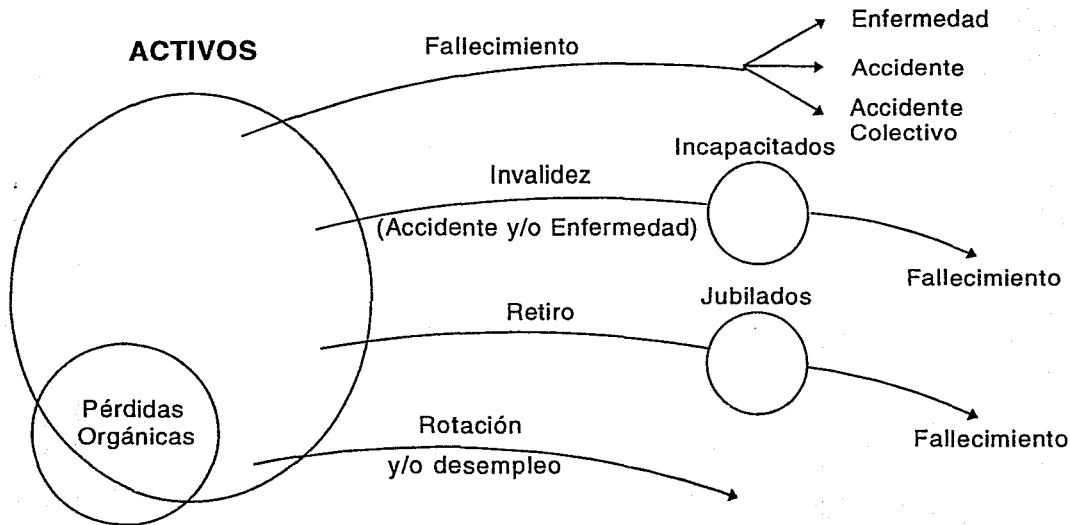 ACTIVOS
Fallecimiento
Enfermedad
Accidente
Accidente
Colectivo
Invalidez
(Accidente y/o Enfermedad)
Incapacitados
Fallecimiento
Retiro
Jubilados
Fallecimiento
Pérdidas
Orgánicas
Rotación
y/o desempleo